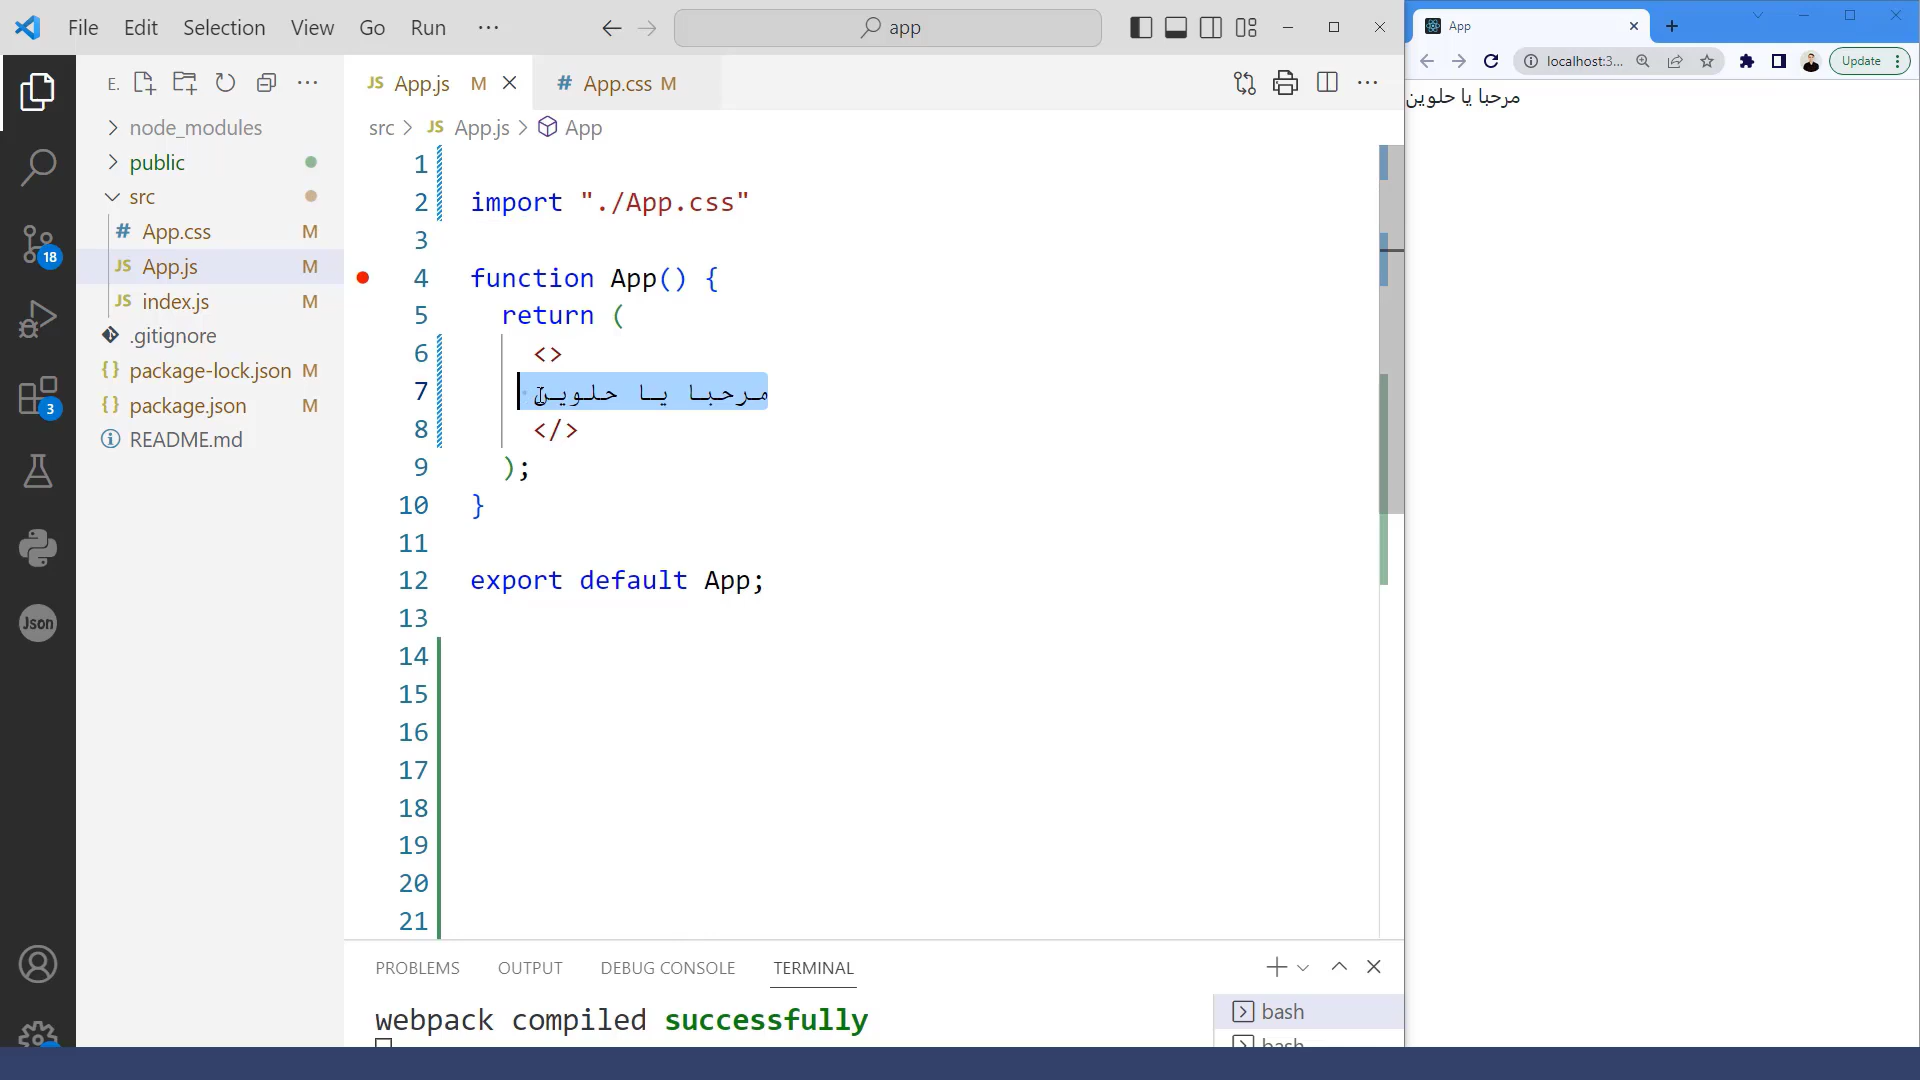 File Edit Selection View Go Run ··· app
E.
node_modules
public
src
App.css M
App.js M
index.js M
.gitignore
package-lock.json M
package.json M
README.md
18
3
Json
App.js M
App.css M
src > App.js > App
1
2 import "./App.css"
3
4 function App() {
5 return (
6 <>
7 مرحبا يا حلوين
8 </>
9 );
10 }
11
12 export default App;
13
14
15
16
17
18
19
20
21
PROBLEMS OUTPUT DEBUG CONSOLE TERMINAL
webpack compiled successfully
bash
bash
App
localhost:3...
Update
مرحبا يا حلوين